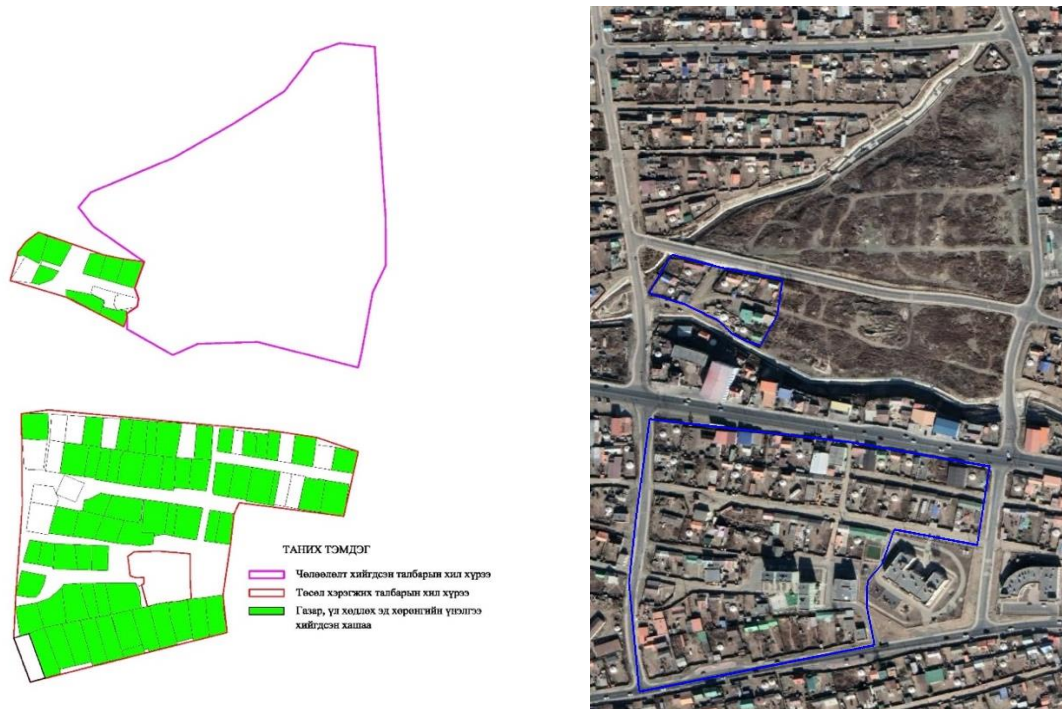 ТАНИХ ТЭМДЭГ
Чөлөөлөлт хийгдсэн талбарын хил хүрээ
Төсөл хэрэгжих талбарын хил хүрээ
Газар, үл хөдлөх эд хөрөнгийн үнэлгээ
хийгдсэн хашаа